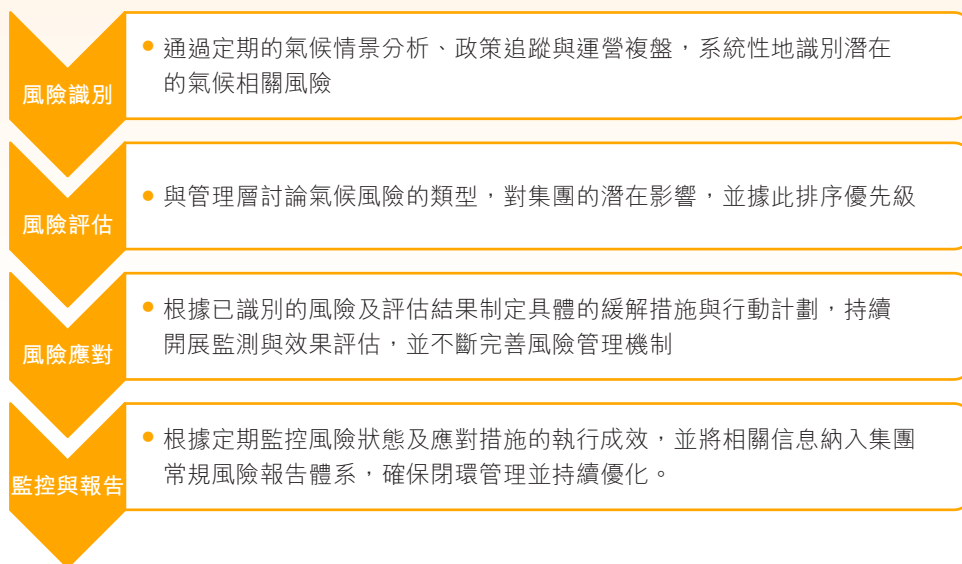 風險識別
• 通過定期的氣候情景分析、政策追蹤與運營複盤，系統性地識別潛在
的氣候相關風險
風險評估
• 與管理層討論氣候風險的類型，對集團的潛在影響，並據此排序優先級
風險應對
• 根據已識別的風險及評估結果制定具體的緩解措施與行動計劃，持續
開展監測與效果評估，並不斷完善風險管理機制
監控與報告
• 根據定期監控風險狀態及應對措施的執行成效，並將相關信息納入集團
常規風險報告體系，確保閉環管理並持續優化。